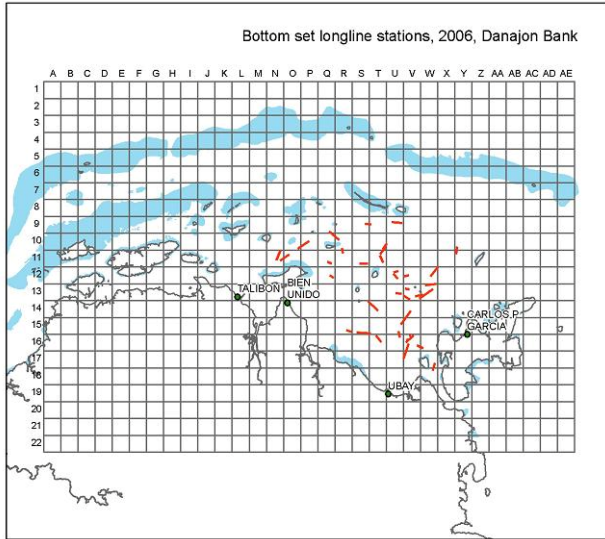 Bottom set longline stations, 2006, Danajon Bank
A B C D E F G H I J K L M N O P Q R S T U V W X Y Z AA AB AC AD AE
1
2
3
4
5
6
7
8
9
10
11
12
13
14
15
16
17
18
19
20
21
22
TALIBON
BIEN
UNIDO
CARLOS P.
GARCIA
UBAY